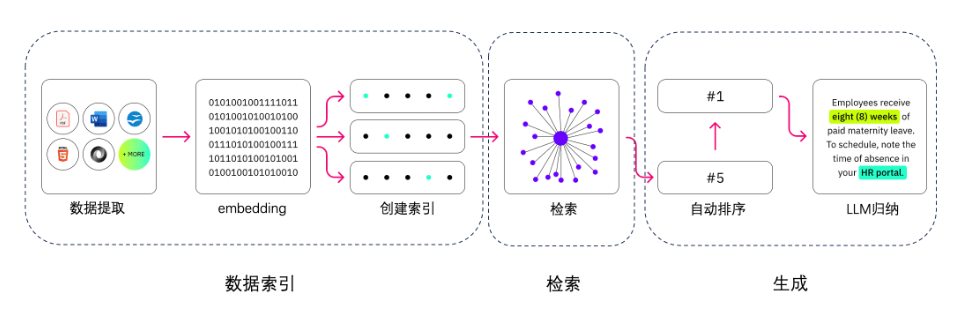 PDF
W
HTML
5
+ MORE
数据提取
0101001001111011
0101001010010100
1001010100100110
0111010100100111
1011010100101001
0100100101010010
embedding
创建索引
数据索引
检索
检索
#1
#5
自动排序
Employees receive
eight (8) weeks of
paid maternity leave.
To schedule, note the
time of absence in
your HR portal.
LLM归纳
生成